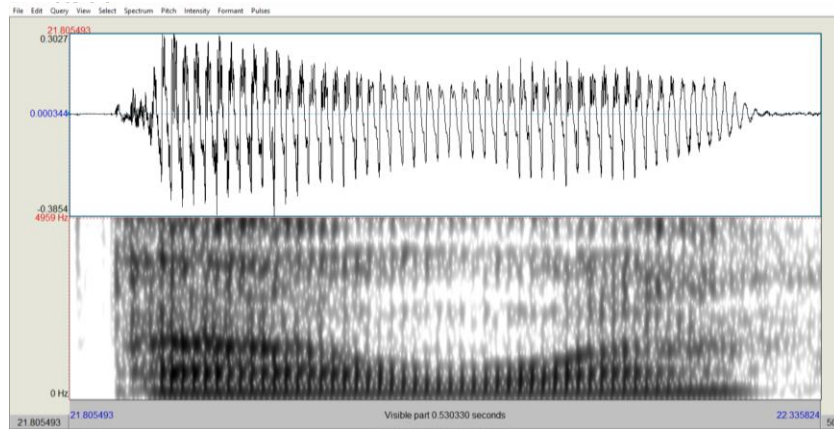 File Edit Query View Select Spectrum Pitch Intensity Formant Pulses
21.805493
0.3027
0.000344
-0.3854
4959 Hz
0 Hz
21.805493 21.805493 Visible part 0.530330 seconds 22.335824